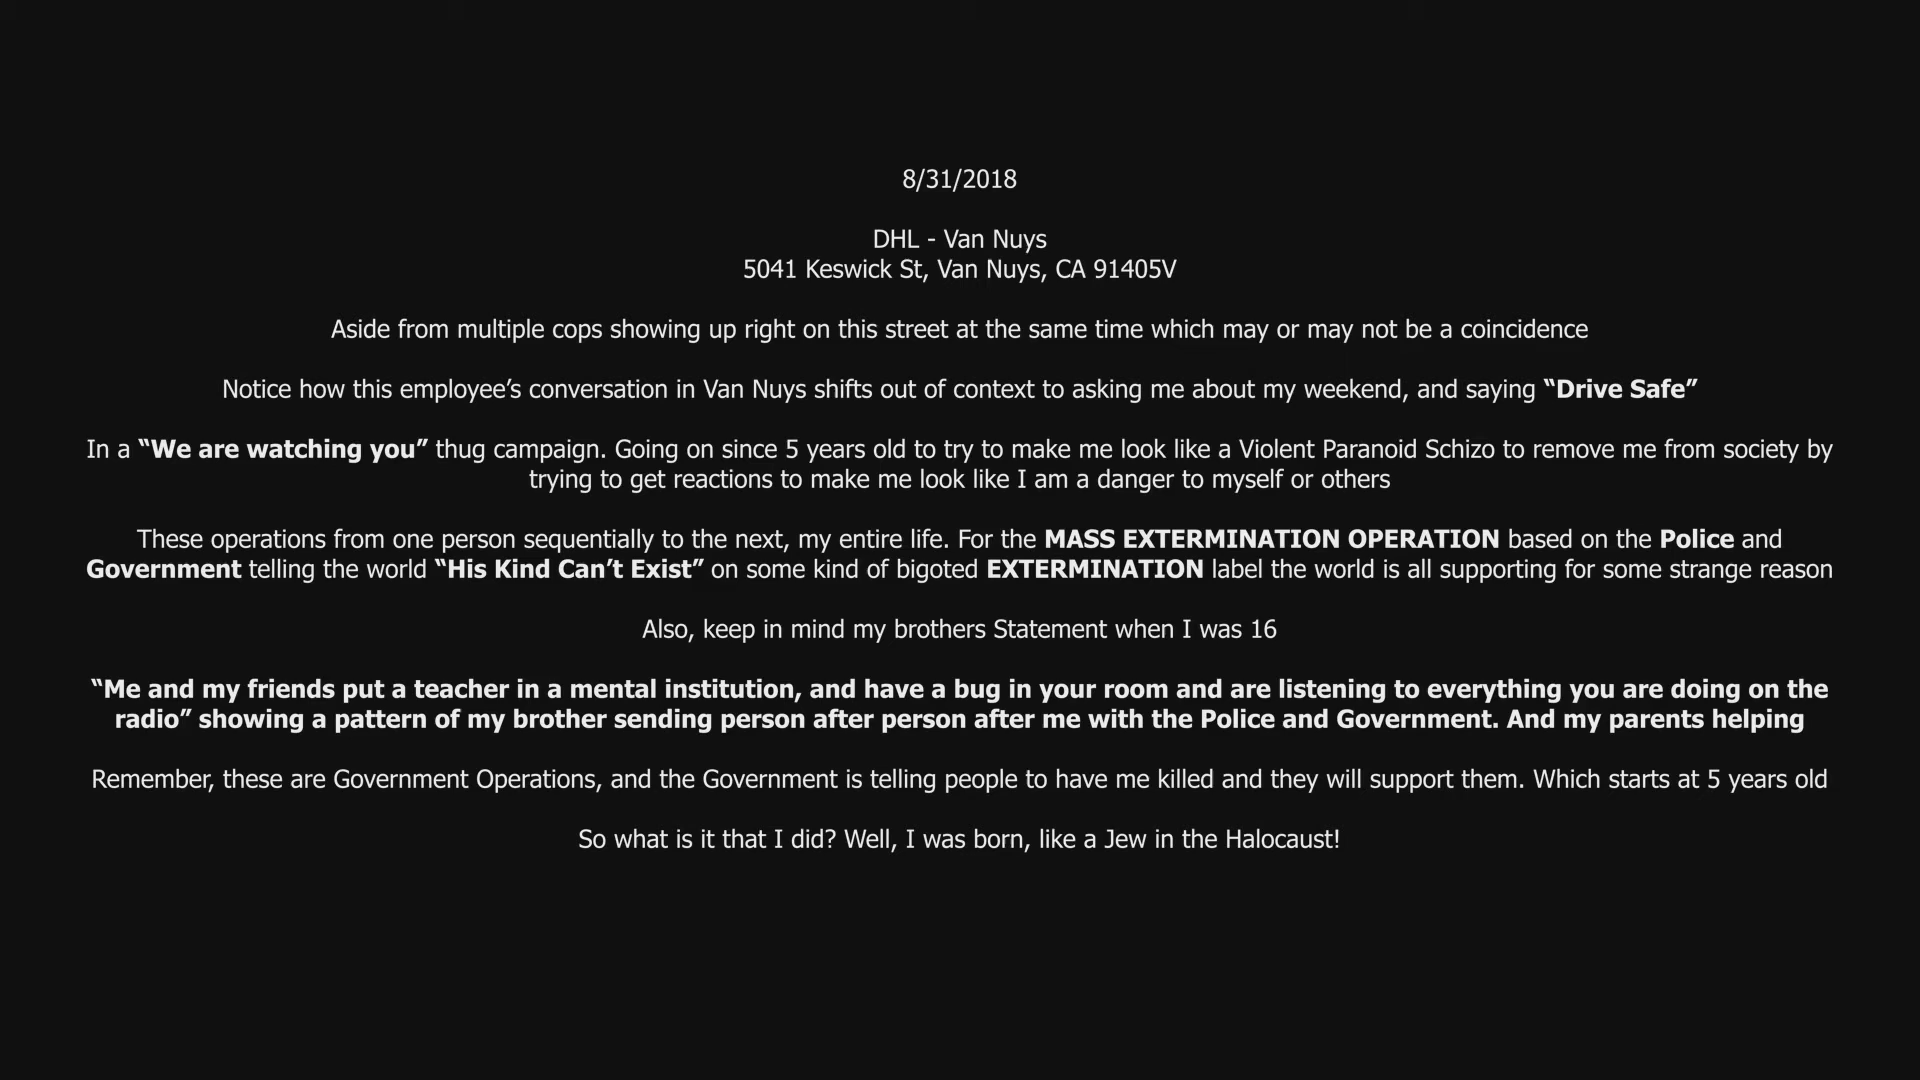 8/31/2018
DHL - Van Nuys
5041 Keswick St, Van Nuys, CA 91405V
Aside from multiple cops showing up right on this street at the same time which may or may not be a coincidence
Notice how this employee’s conversation in Van Nuys shifts out of context to asking me about my weekend, and saying “Drive Safe”
In a “We are watching you” thug campaign. Going on since 5 years old to try to make me look like a Violent Paranoid Schizo to remove me from society by
trying to get reactions to make me look like I am a danger to myself or others
These operations from one person sequentially to the next, my entire life. For the MASS EXTERMINATION OPERATION based on the Police and
Government telling the world “His Kind Can’t Exist” on some kind of bigoted EXTERMINATION label the world is all supporting for some strange reason
Also, keep in mind my brothers Statement when I was 16
“Me and my friends put a teacher in a mental institution, and have a bug in your room and are listening to everything you are doing on the
radio” showing a pattern of my brother sending person after person after me with the Police and Government. And my parents helping
Remember, these are Government Operations, and the Government is telling people to have me killed and they will support them. Which starts at 5 years old
So what is it that I did? Well, I was born, like a Jew in the Halocaust!